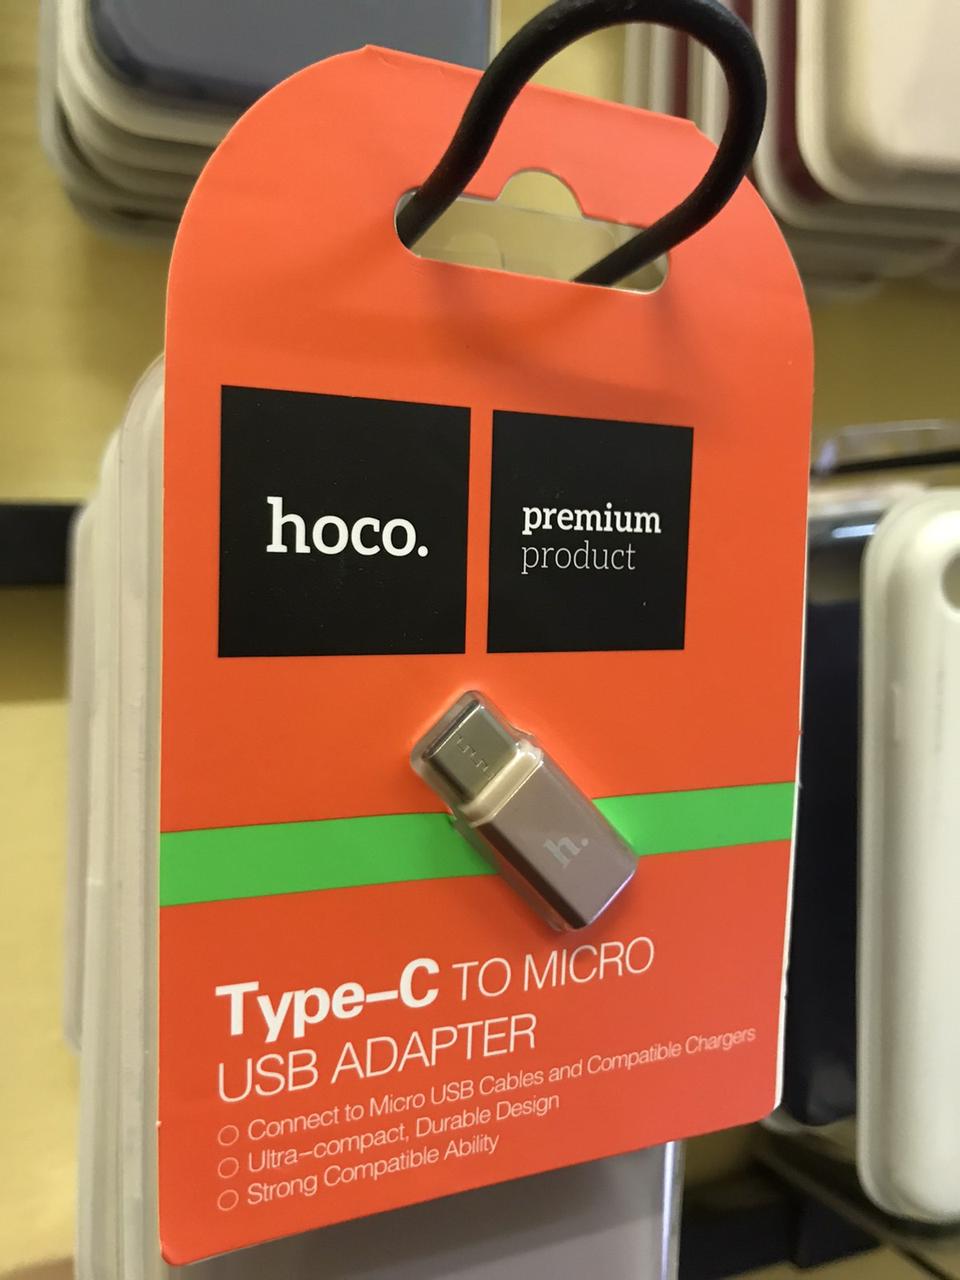 hoco.
premium
product
h.
Type-C TO MICRO
USB ADAPTER
Connect to Micro USB Cables and Compatible Chargers
Ultra-compact, Durable Design
Strong Compatible Ability